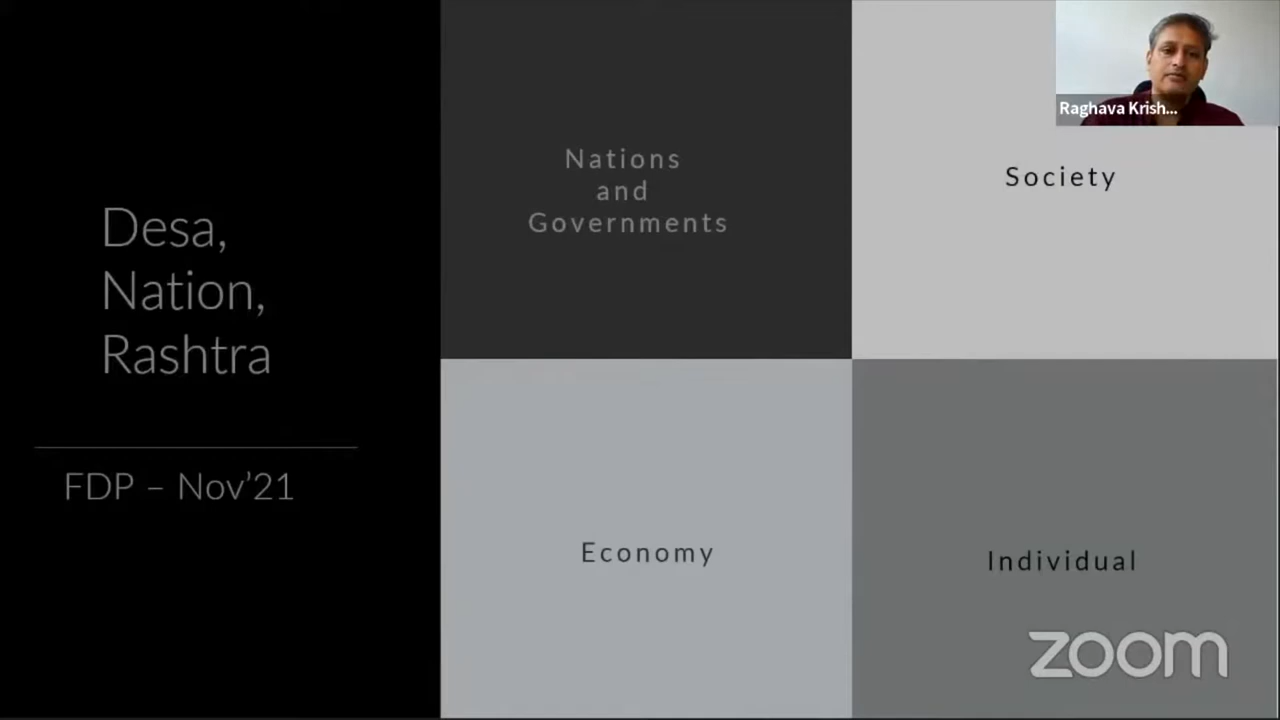 Desa,
Nation,
Rashtra
FDP – Nov’21
Nations
and
Governments
Society
Economy
Individual
Raghava Krish...
zoom